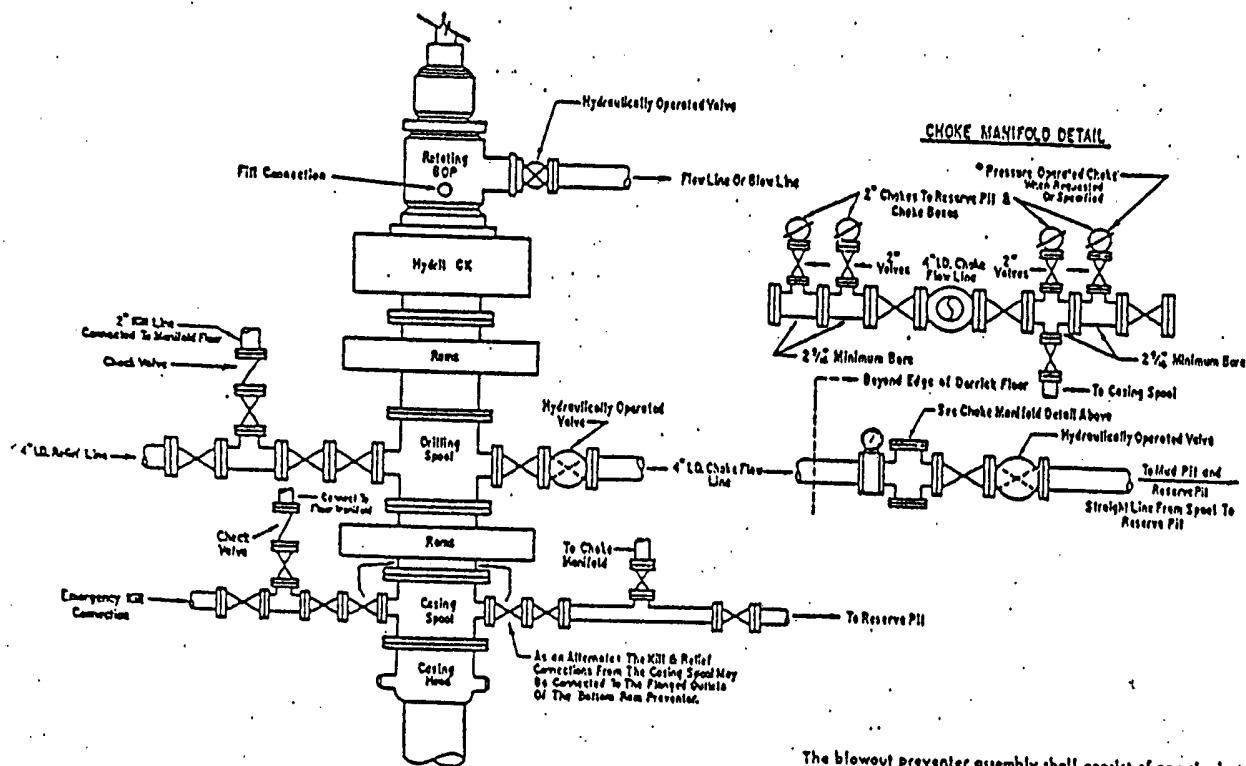 Hydraulically Operated Valve
Rotating
BOP
Fill Connection
Flow Line Or Blow Line
Hydril GK
2" Kill Line
Connected To Manifold Floor
Check Valve
Rams
4" I.D. Relief Line
Drilling
Spool
Hydraulically Operated
Valve
4" I.D. Choke Flow
Line
Connect To
Floor Manifold
Check
Valve
Rams
To Choke
Manifold
Emergency Kill
Connection
Casing
Spool
To Reserve Pit
Casing
Head
As an Alternate The Kill & Relief
Connections From The Casing Spool May
Be Connected To The Flanged Outlets
Of The Bottom Ram Preventer.
CHOKE MANIFOLD DETAIL
* Pressure Operated Choke
When Requested
Or Specified
2" Chokes To Reserve Pit &
Choke Boxes
2"
Valves
4" I.D. Choke
Flow Line
2"
Valves
2 9/16" Minimum Bore
2 9/16" Minimum Bore
To Casing Spool
Beyond Edge of Derrick Floor
See Choke Manifold Detail Above
Hydraulically Operated Valve
To Mud Pit and
Reserve Pit
Straight Line From Spool To
Reserve Pit
The blowout preventer assembly shall consist of